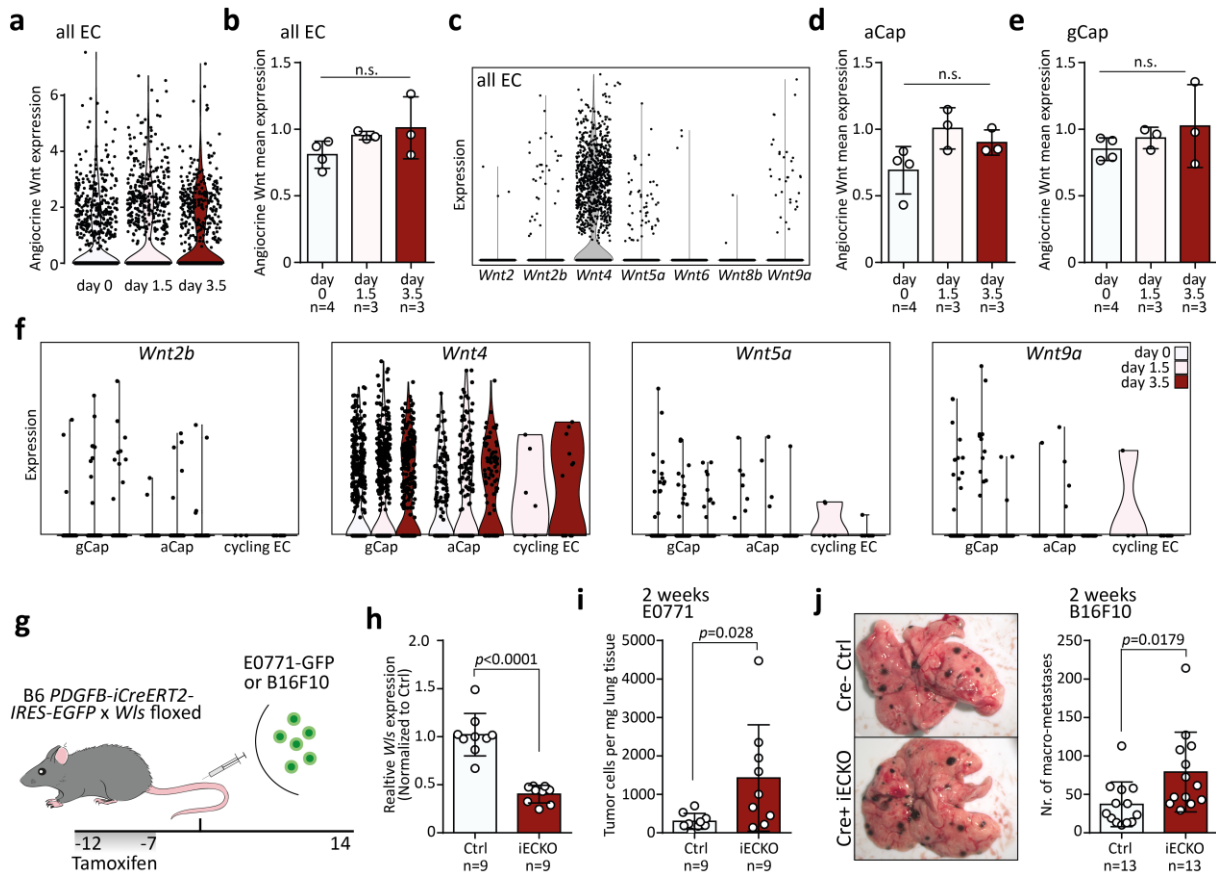 a
all EC
Angiocrine Wnt exprression
6
4
2
0
day 0
day 1.5
day 3.5
b
all EC
n.s.
Angiocrine Wnt mean exprression
1.5
1.0
0.5
0.0
day
0
n=4
day
1.5
n=3
day
3.5
n=3
c
all EC
Expression
Wnt2
Wnt2b
Wnt4
Wnt5a
Wnt6
Wnt8b
Wnt9a
d
aCap
n.s.
Angiocrine Wnt mean expression
1.5
1.0
0.5
0.0
day
0
n=4
day
1.5
n=3
day
3.5
n=3
e
gCap
n.s.
Angiocrine Wnt mean expression
1.5
1.0
0.5
0.0
day
0
n=4
day
1.5
n=3
day
3.5
n=3
f
Expression
Wnt2b
gCap
aCap
cycling EC
Wnt4
gCap
aCap
cycling EC
Wnt5a
gCap
aCap
cycling EC
Wnt9a
day 0
day 1.5
day 3.5
gCap
aCap
cycling EC
g
B6 PDGFB-iCreERT2-
IRES-EGFP x Wls floxed
E0771-GFP
or B16F10
-12
-7
14
Tamoxifen
h
Realtive Wls expression
(Normalized to Ctrl)
2.0
1.5
1.0
0.5
0.0
p<0.0001
Ctrl
n=9
iECKO
n=9
i
2 weeks
E0771
Tumor cells per mg lung tissue
5000
4000
3000
2000
1000
0
p=0.028
Ctrl
n=9
iECKO
n=9
j
Cre- Ctrl
Cre+ iECKO
2 weeks
B16F10
Nr. of macro-metastases
250
200
150
100
50
0
p=0.0179
Ctrl
n=13
iECKO
n=13